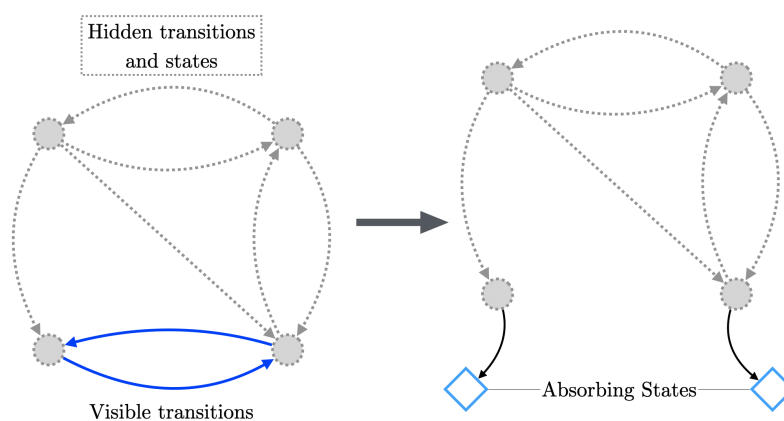 Hidden transitions
and states
Visible transitions
Absorbing States